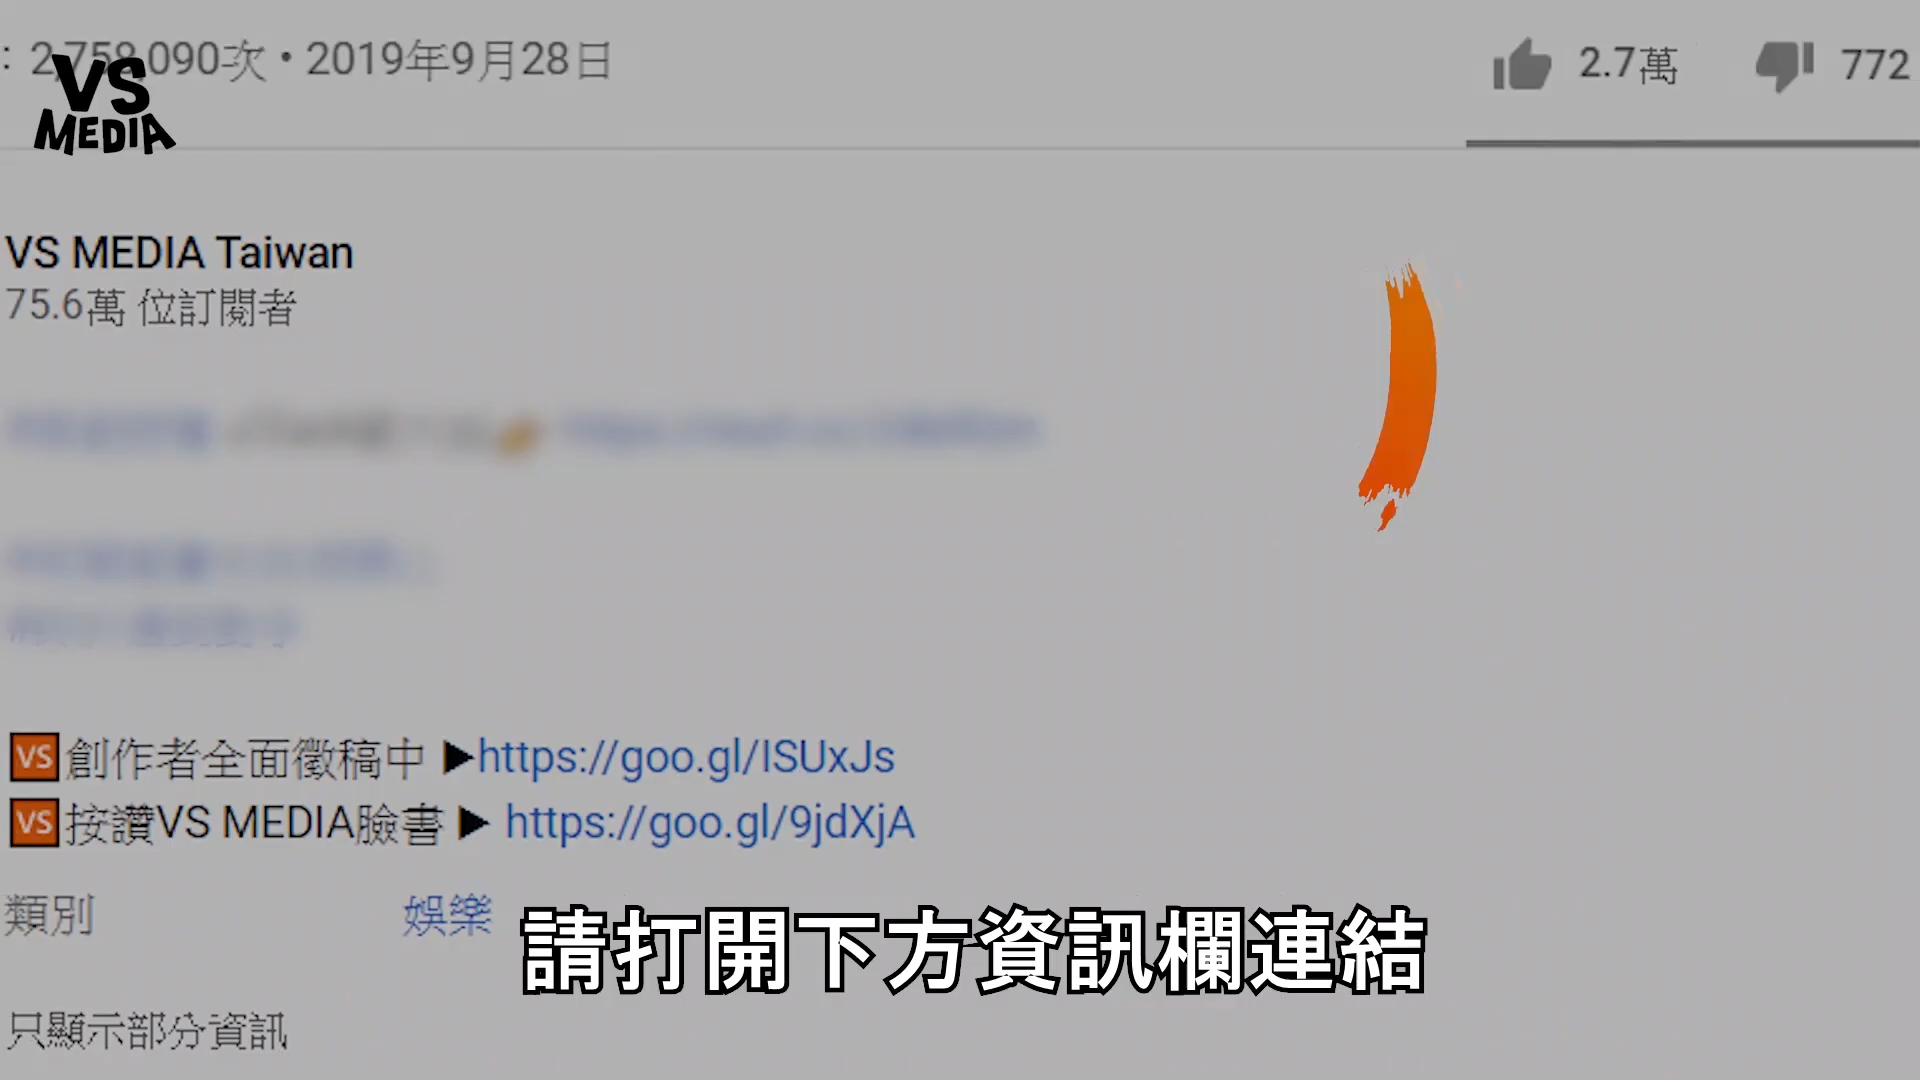 ：2,758,090次 • 2019年9月28日
2.7萬
772
VS
MEDIA
VS MEDIA Taiwan
75.6萬 位訂閱者
VS創作者全面徵稿中 ▶https://goo.gl/ISUxJs
VS按讚VS MEDIA臉書 ▶ https://goo.gl/9jdXjA
類別 娛樂
請打開下方資訊欄連結
只顯示部分資訊